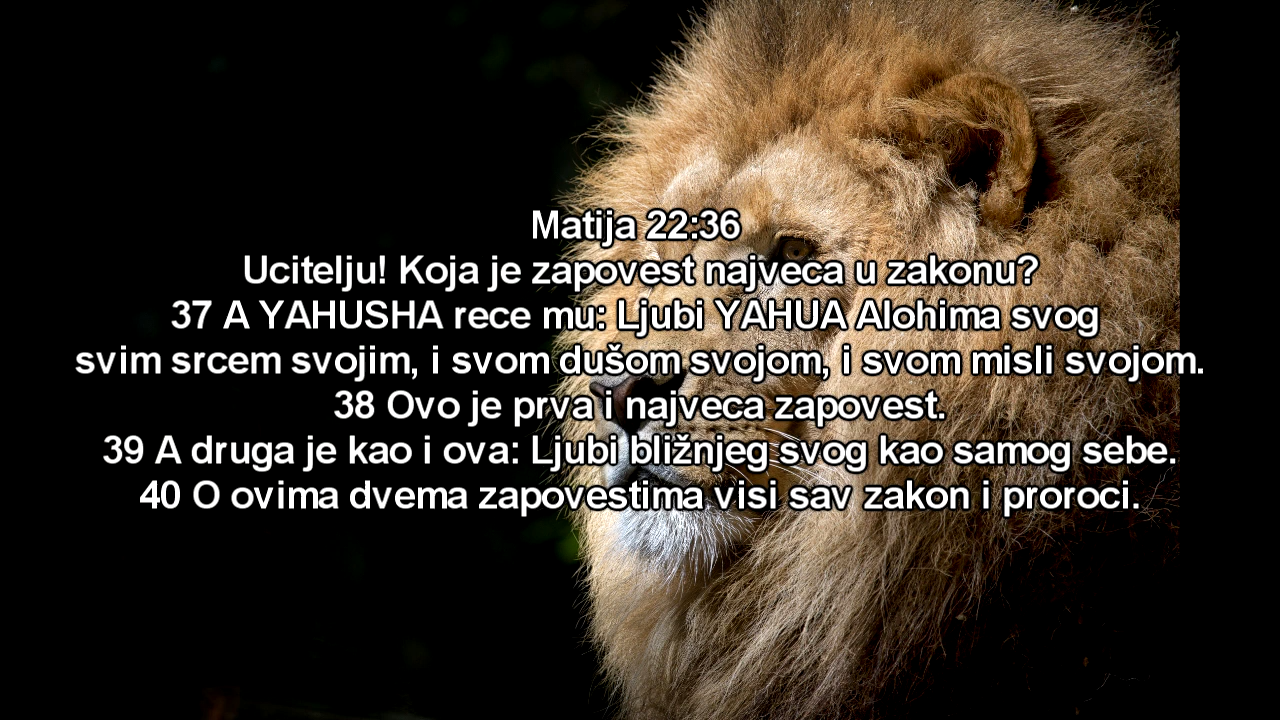 Matija 22:36
Ucitelju! Koja je zapovest najveca u zakonu?
37 A YAHUSHA rece mu: Ljubi YAHUA Alohima svog
svim srcem svojim, i svom dušom svojom, i svom misli svojom.
38 Ovo je prva i najveca zapovest.
39 A druga je kao i ova: Ljubi bližnjeg svog kao samog sebe.
40 O ovima dvema zapovestima visi sav zakon i proroci.